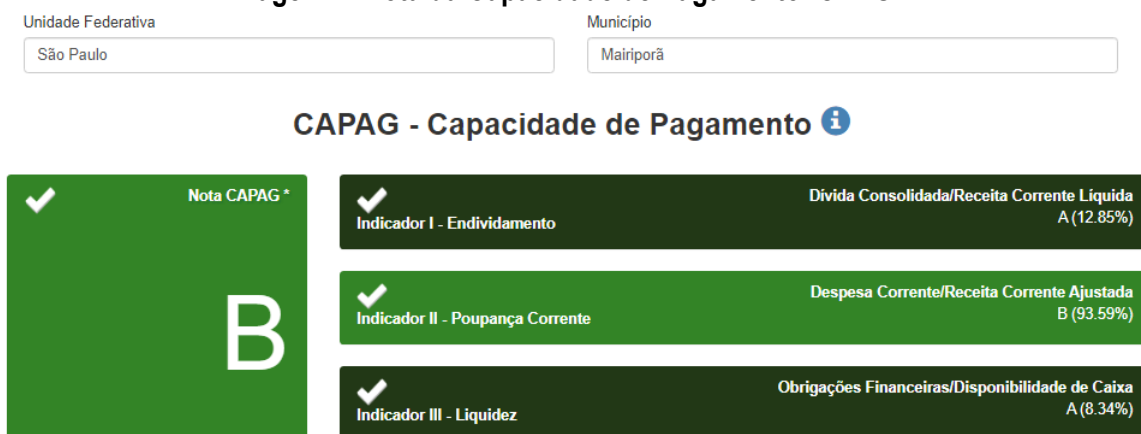 Unidade Federativa
Município
São Paulo
Mairiporã
CAPAG - Capacidade de Pagamento
Nota CAPAG *
B
Dívida Consolidada/Receita Corrente Líquida
A (12.85%)
Indicador I - Endividamento
Despesa Corrente/Receita Corrente Ajustada
B (93.59%)
Indicador II - Poupança Corrente
Obrigações Financeiras/Disponibilidade de Caixa
A (8.34%)
Indicador III - Liquidez